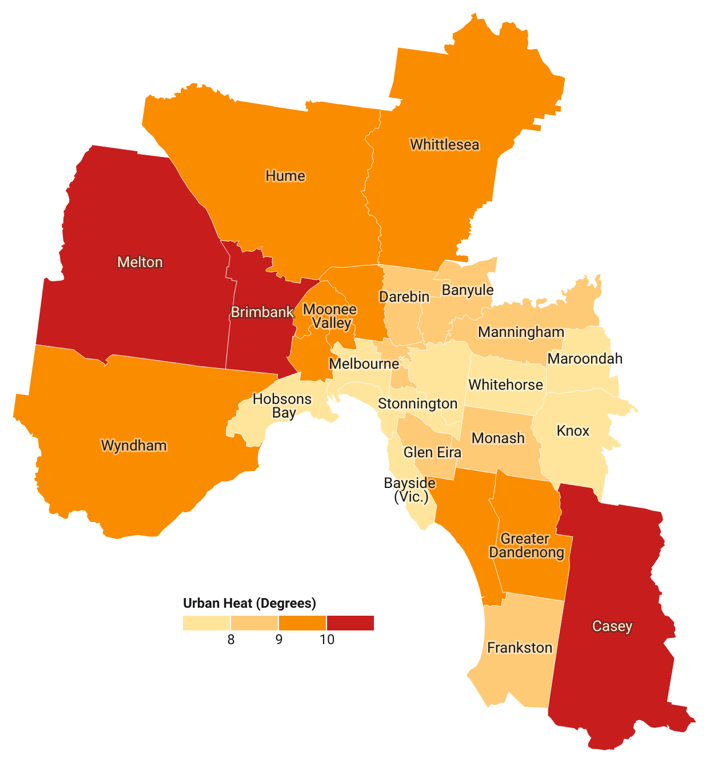 Whittlesea
Hume
Melton
Brimbank
Moonee
Valley
Darebin
Banyule
Manningham
Maroondah
Melbourne
Whitehorse
Hobsons
Bay
Stonnington
Knox
Monash
Wyndham
Glen Eira
Bayside
(Vic.)
Greater
Dandenong
Casey
Frankston
Urban Heat (Degrees)
8 9 10